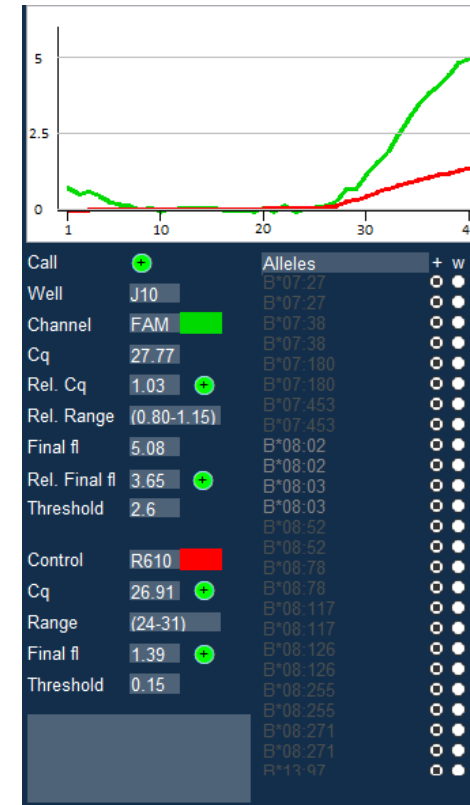 5
2.5
0
1 10 20 30 4
Call +
Well J10
Channel FAM
Cq 27.77
Rel. Cq 1.03 +
Rel. Range (0.80-1.15)
Final fl 5.08
Rel. Final fl 3.65 +
Threshold 2.6
Control R610
Cq 26.91 +
Range (24-31)
Final fl 1.39 +
Threshold 0.15
Alleles + w
B*07:27
B*07:27
B*07:38
B*07:38
B*07:180
B*07:180
B*07:453
B*07:453
B*08:02
B*08:02
B*08:03
B*08:03
B*08:52
B*08:52
B*08:78
B*08:78
B*08:117
B*08:117
B*08:126
B*08:126
B*08:255
B*08:255
B*08:271
B*08:271
B*13:97